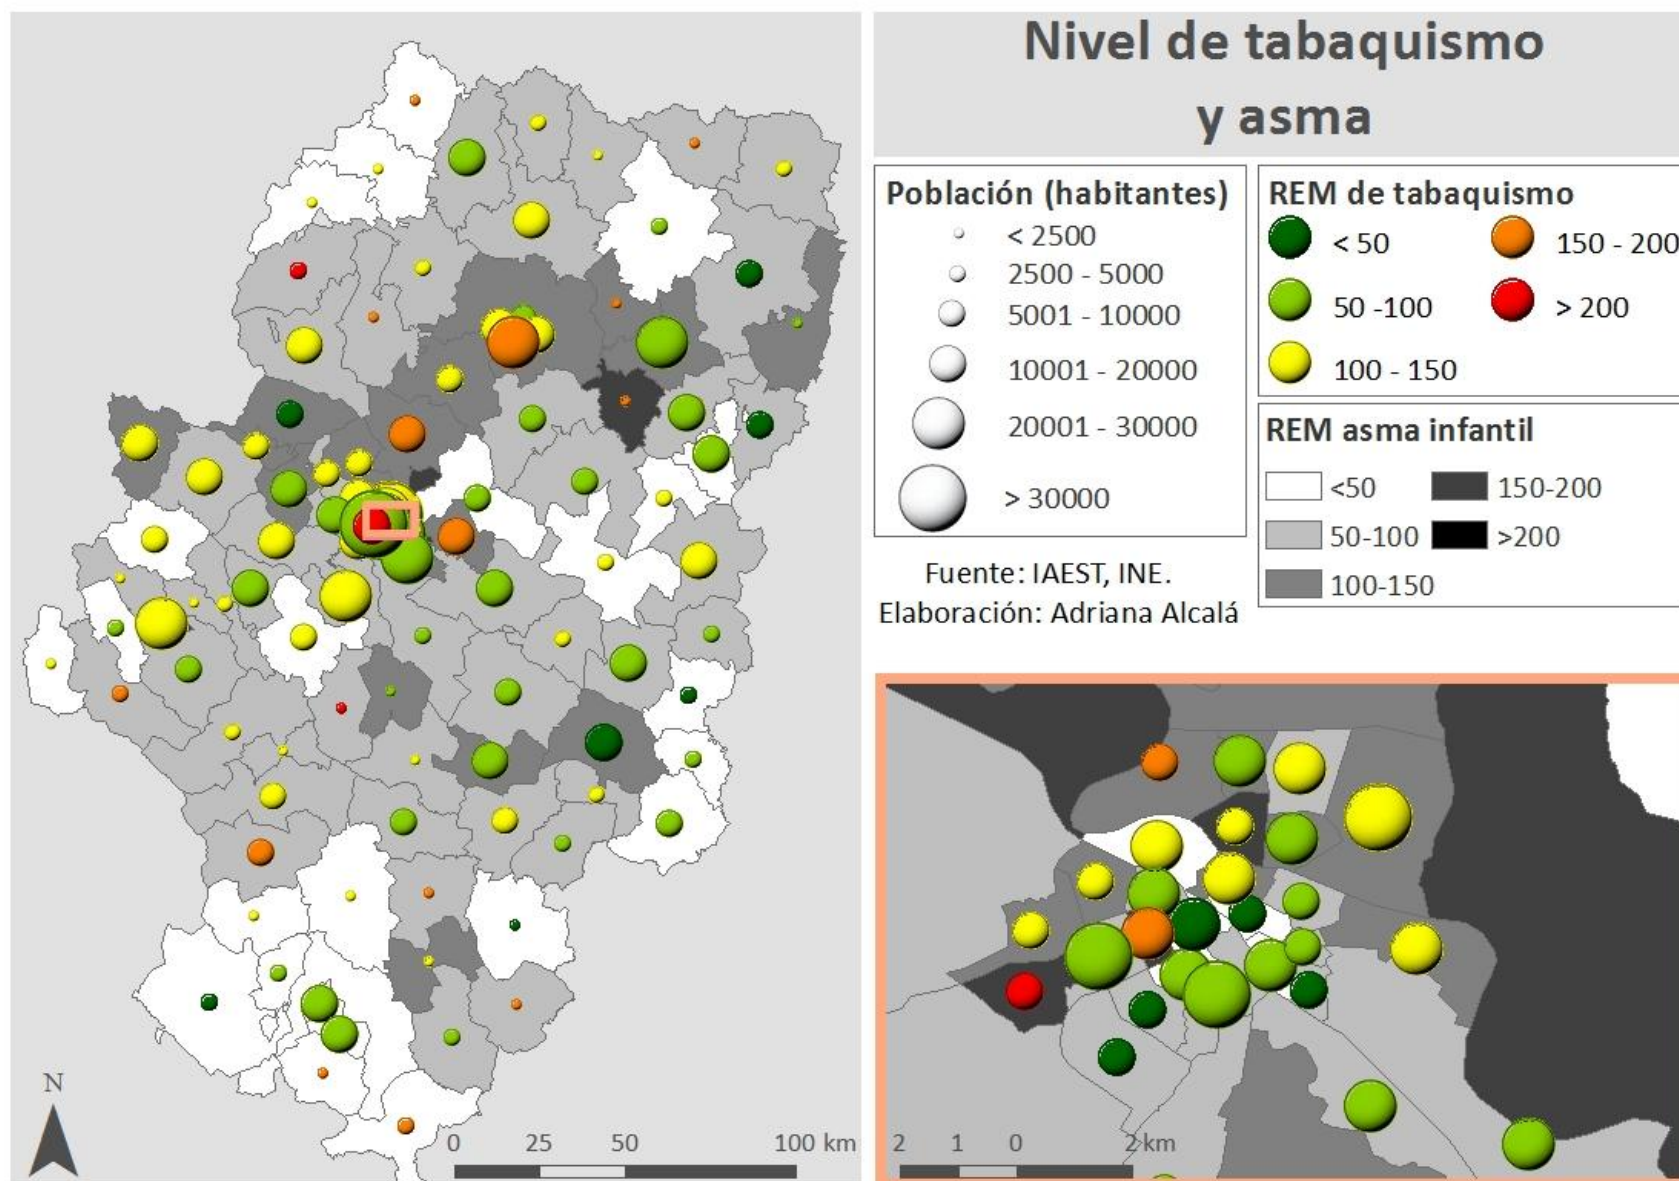 Nivel de tabaquismo
y asma
Población (habitantes)
< 2500
2500 - 5000
5001 - 10000
10001 - 20000
20001 - 30000
> 30000
REM de tabaquismo
< 50
150 - 200
50 -100
> 200
100 - 150
REM asma infantil
<50
150-200
50-100
>200
100-150
Fuente: IAEST, INE.
Elaboración: Adriana Alcalá
N
0 25 50 100 km
2 1 0 2 km